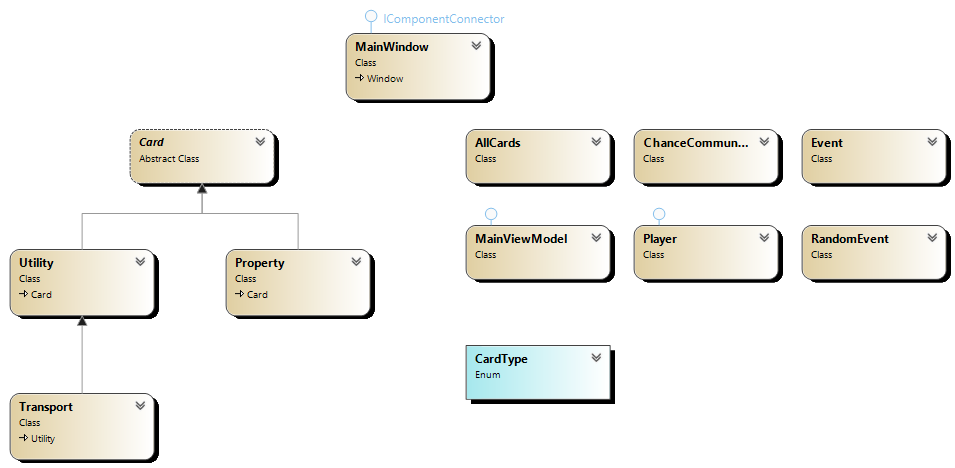 IComponentConnector
MainWindow
Class
Window
Card
Abstract Class
AllCards
Class
ChanceCommun...
Class
Event
Class
MainViewModel
Class
Player
Class
RandomEvent
Class
Utility
Class
Card
Property
Class
Card
CardType
Enum
Transport
Class
Utility